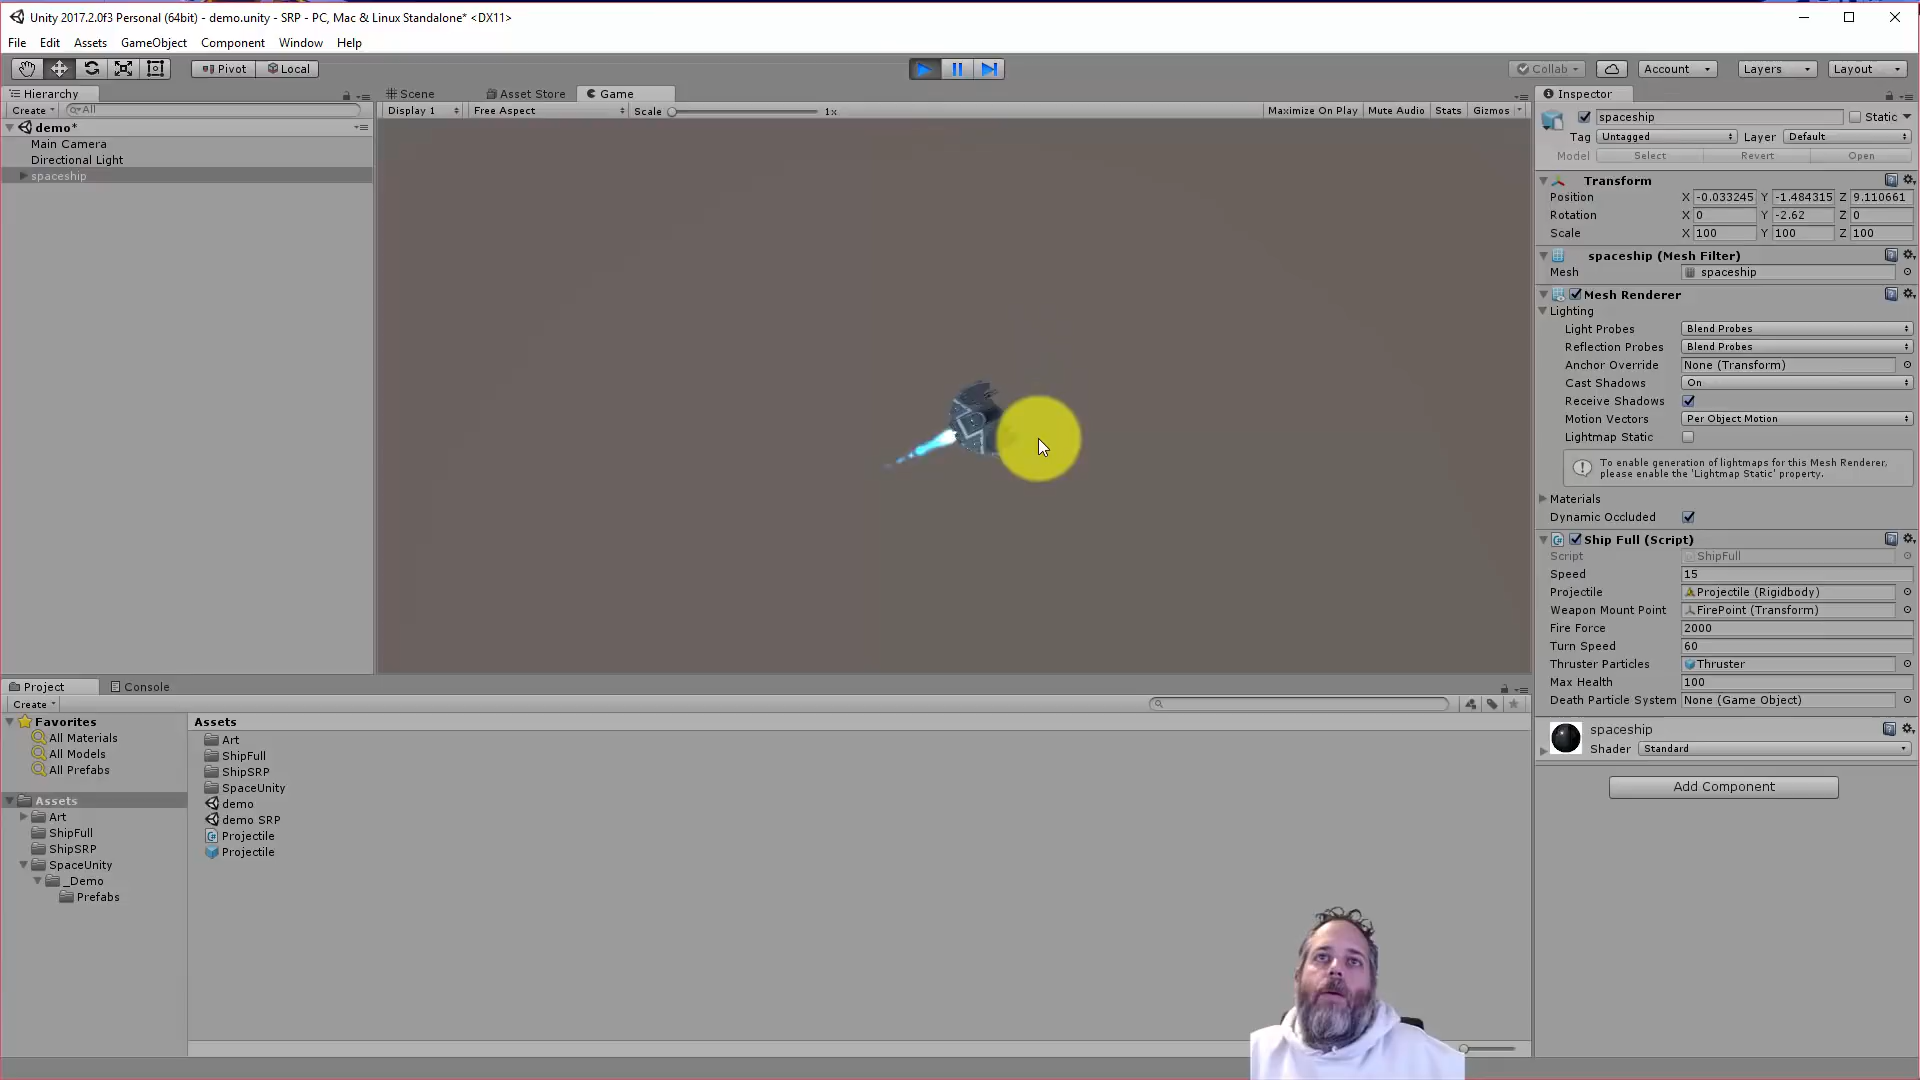 Unity 2017.2.0f3 Personal (64bit) - demo.unity - SRP - PC, Mac & Linux Standalone* <DX11>
File Edit Assets GameObject Component Window Help
Pivot Local Collab Account Layers Layout
Hierarchy
Create All
demo*
Main Camera
Directional Light
spaceship
Scene Asset Store Game
Display 1 Free Aspect Scale 1x Maximize On Play Mute Audio Stats Gizmos
Inspector
spaceship Static
Tag Untagged Layer Default
Model Select Revert Open
Transform
Position X -0.033245 Y -1.484315 Z 9.110661
Rotation X 0 Y -2.62 Z 0
Scale X 100 Y 100 Z 100
spaceship (Mesh Filter)
Mesh spaceship
Mesh Renderer
Lighting
Light Probes Blend Probes
Reflection Probes Blend Probes
Anchor Override None (Transform)
Cast Shadows On
Receive Shadows
Motion Vectors Per Object Motion
Lightmap Static
To enable generation of lightmaps for this Mesh Renderer,
please enable the 'Lightmap Static' property.
Materials
Dynamic Occluded
Ship Full (Script)
Script ShipFull
Speed 15
Projectile Projectile (Rigidbody)
Weapon Mount Point FirePoint (Transform)
Fire Force 2000
Turn Speed 60
Thruster Particles Thruster
Max Health 100
Death Particle System None (Game Object)
spaceship
Shader Standard
Add Component
Project Console
Create
Favorites
All Materials
All Models
All Prefabs
Assets
Art
ShipFull
ShipSRP
SpaceUnity
_Demo
Prefabs
Assets
Art
ShipFull
ShipSRP
SpaceUnity
demo
demo SRP
Projectile
Projectile